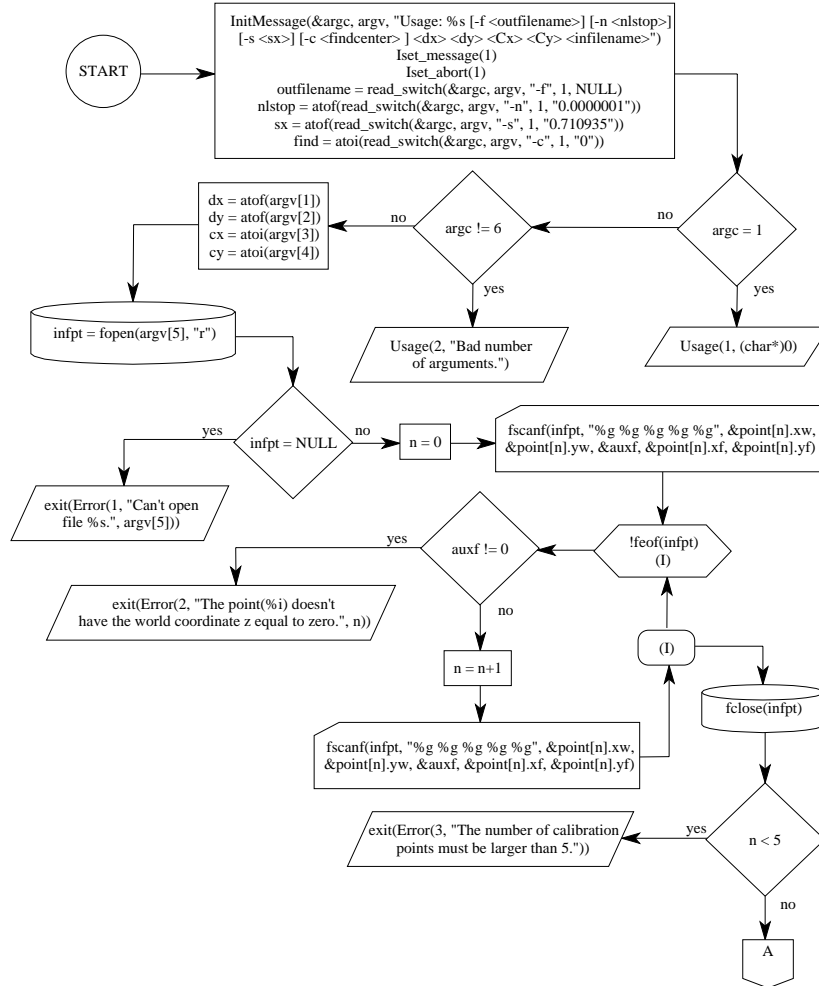 START
InitMessage(&argc, argv, "Usage: %s [-f <outfilename>] [-n <nlstop>]
[-s <sx>] [-c <findcenter> ] <dx> <dy> <Cx> <Cy> <infilename>")
Iset_message(1)
Iset_abort(1)
outfilename = read_switch(&argc, argv, "-f", 1, NULL)
nlstop = atof(read_switch(&argc, argv, "-n", 1, "0.0000001"))
sx = atof(read_switch(&argc, argv, "-s", 1, "0.710935"))
find = atoi(read_switch(&argc, argv, "-c", 1, "0"))
argc = 1
no
yes
Usage(1, (char*)0)
argc != 6
no
yes
Usage(2, "Bad number
of arguments.")
dx = atof(argv[1])
dy = atof(argv[2])
cx = atoi(argv[3])
cy = atoi(argv[4])
infpt = fopen(argv[5], "r")
infpt = NULL
yes
no
exit(Error(1, "Can't open
file %s.", argv[5]))
n = 0
fscanf(infpt, "%g %g %g %g %g", &point[n].xw,
&point[n].yw, &auxf, &point[n].xf, &point[n].yf)
!feof(infpt)
(I)
auxf != 0
yes
no
exit(Error(2, "The point(%i) doesn't
have the world coordinate z equal to zero.", n))
n = n+1
fscanf(infpt, "%g %g %g %g %g", &point[n].xw,
&point[n].yw, &auxf, &point[n].xf, &point[n].yf)
(I)
fclose(infpt)
n < 5
yes
no
exit(Error(3, "The number of calibration
points must be larger than 5."))
A